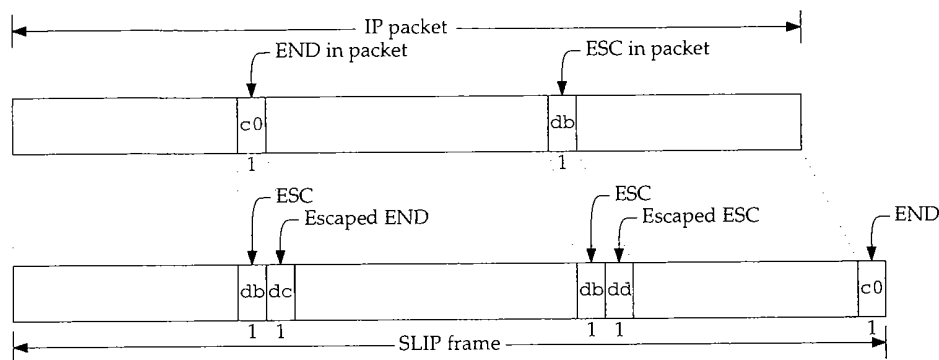 IP packet
END in packet
ESC in packet
c0
db
1
1
ESC
Escaped END
ESC
Escaped ESC
END
db
dc
db
dd
c0
1
1
1
1
1
SLIP frame